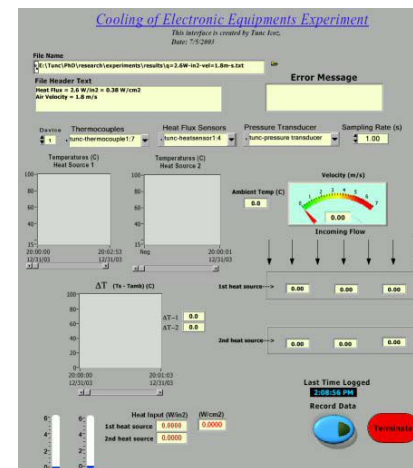 Cooling of Electronic Equipments Experiment
This interface is created by Tunc Icoz.
Date: 7/5/2003
File Name
E:\Tunc\PhD\research\experiments\results\q=2.6W-in2-vel=1.8m-s.txt
File Header Text
Error Message
Heat Flux = 2.6 W/in2 = 0.38 W/cm2
Air Velocity = 1.8 m/s
Device Thermocouples Heat Flux Sensors Pressure Transducer Sampling Rate (s)
1 tunc-thermocouple1:7 tunc-heatsensor1:4 tunc-pressure transducer 1.00
Temperatures (C) Temperatures (C)
Heat Source 1 Heat Source 2
Velocity (m/s)
100 100
80 80
60 60
40 40
15 15
Ambient Temp (C)
0.0
0 1 2 3 4 5 6 7
0.00
Incoming Flow
20:00:00 20:02:53 Beg 20:00:01
12/31/03 12/31/03 12/31/03
ΔT (Ts - Tamb) (C)
100
80
60
40
20
0
ΔT-1 0.0
ΔT-2 0.0
1st heat source---> 0.00 0.00 0.00
2nd heat source---> 0.00 0.00 0.00
20:00:00 20:01:03
12/31/03 12/31/03
Last Time Logged
2:08:56 PM
Record Data
Terminate
Heat Input (W/in2) (W/cm2)
1st heat source 0.0000 0.0000
2nd heat source 0.0000
6 6
4 4
2 2
0 0